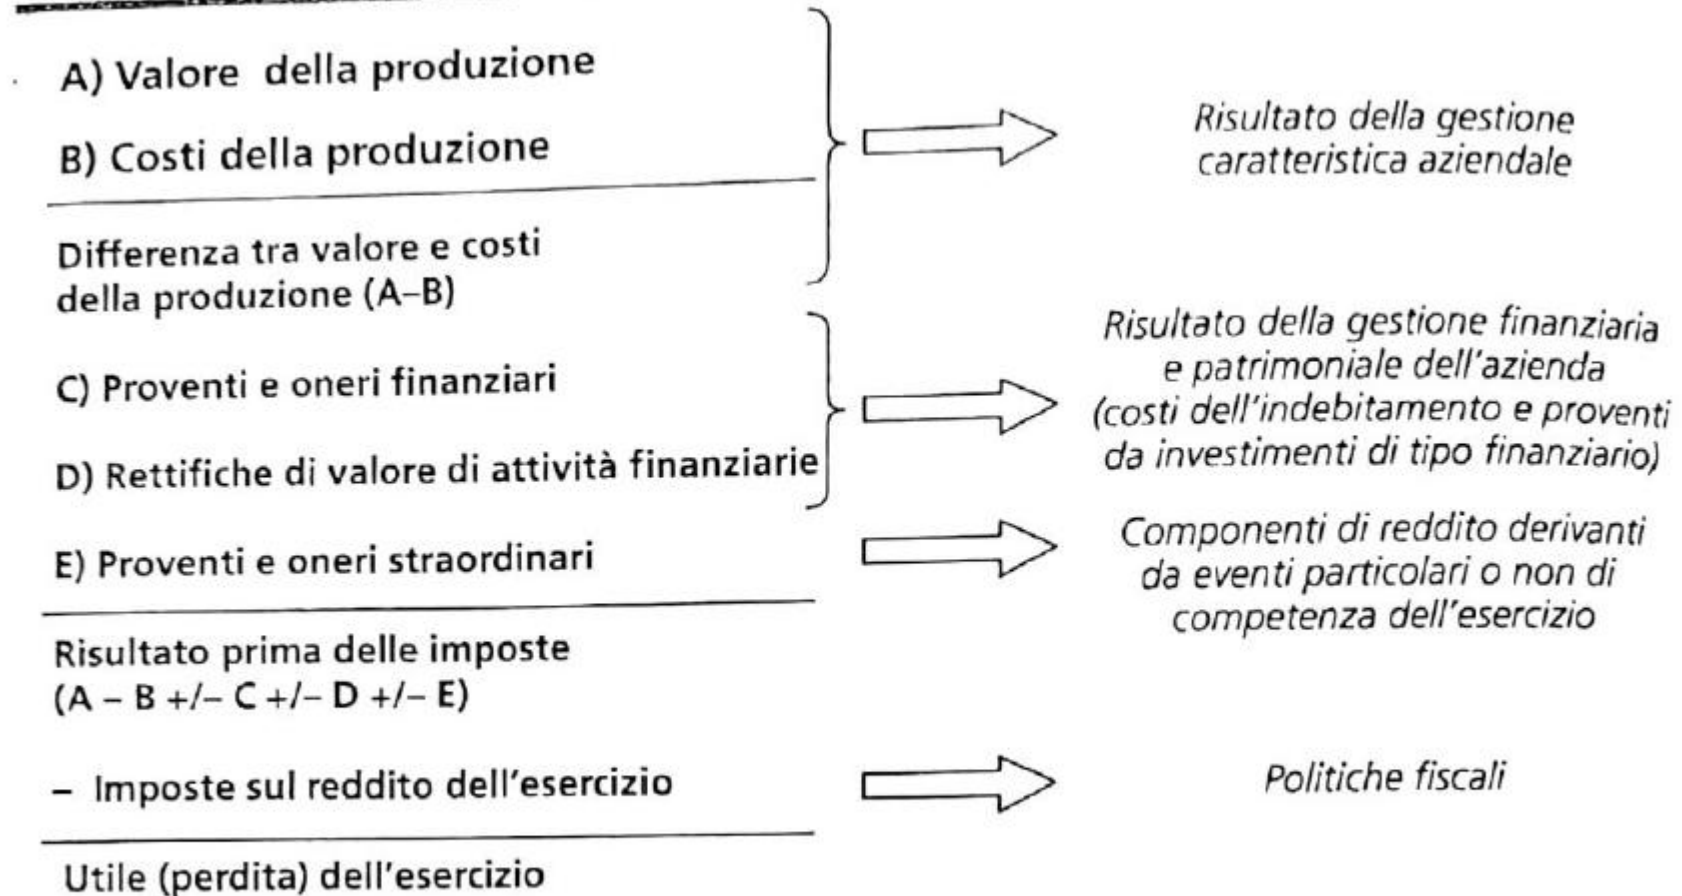 A) Valore della produzione
B) Costi della produzione
Risultato della gestione
caratteristica aziendale
Differenza tra valore e costi
della produzione (A–B)
C) Proventi e oneri finanziari
D) Rettifiche di valore di attività finanziarie
Risultato della gestione finanziaria
e patrimoniale dell'azienda
(costi dell'indebitamento e proventi
da investimenti di tipo finanziario)
E) Proventi e oneri straordinari
Componenti di reddito derivanti
da eventi particolari o non di
competenza dell'esercizio
Risultato prima delle imposte
(A – B +/– C +/– D +/– E)
– Imposte sul reddito dell'esercizio
Politiche fiscali
Utile (perdita) dell'esercizio